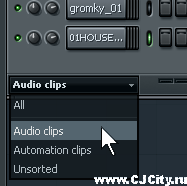 gromky_01
01HOUSE...
Audio clips
All
Audio clips
Automation clips
Unsorted
www.CJCity.ru